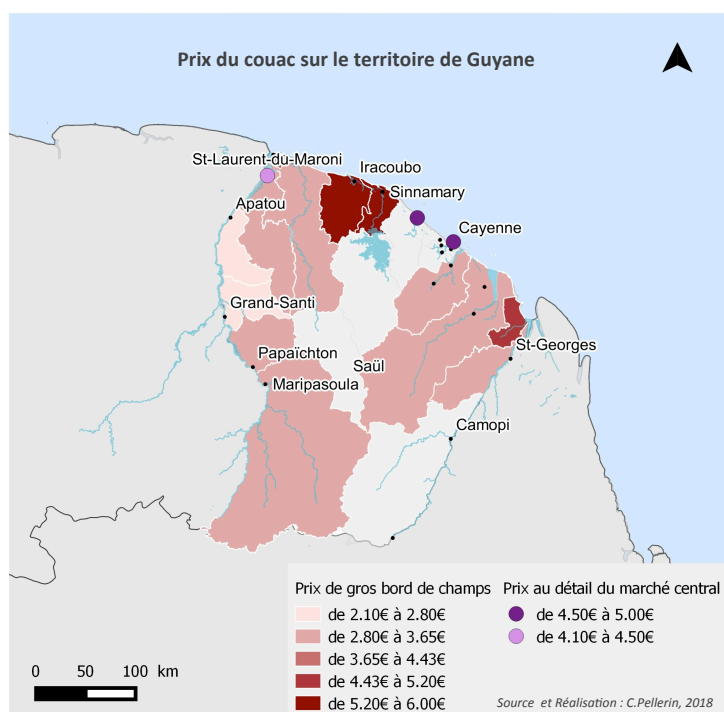 Prix du couac sur le territoire de Guyane
St-Laurent-du-Maroni
Iracoubo
Sinnamary
Apatou
Cayenne
Grand-Santi
St-Georges
Papaïchton
Saül
Maripasoula
Camopi
Prix de gros bord de champs
de 2.10€ à 2.80€
de 2.80€ à 3.65€
de 3.65€ à 4.43€
de 4.43€ à 5.20€
de 5.20€ à 6.00€
Prix au détail du marché central
de 4.50€ à 5.00€
de 4.10€ à 4.50€
0 50 100 km
Source et Réalisation : C.Pellerin, 2018